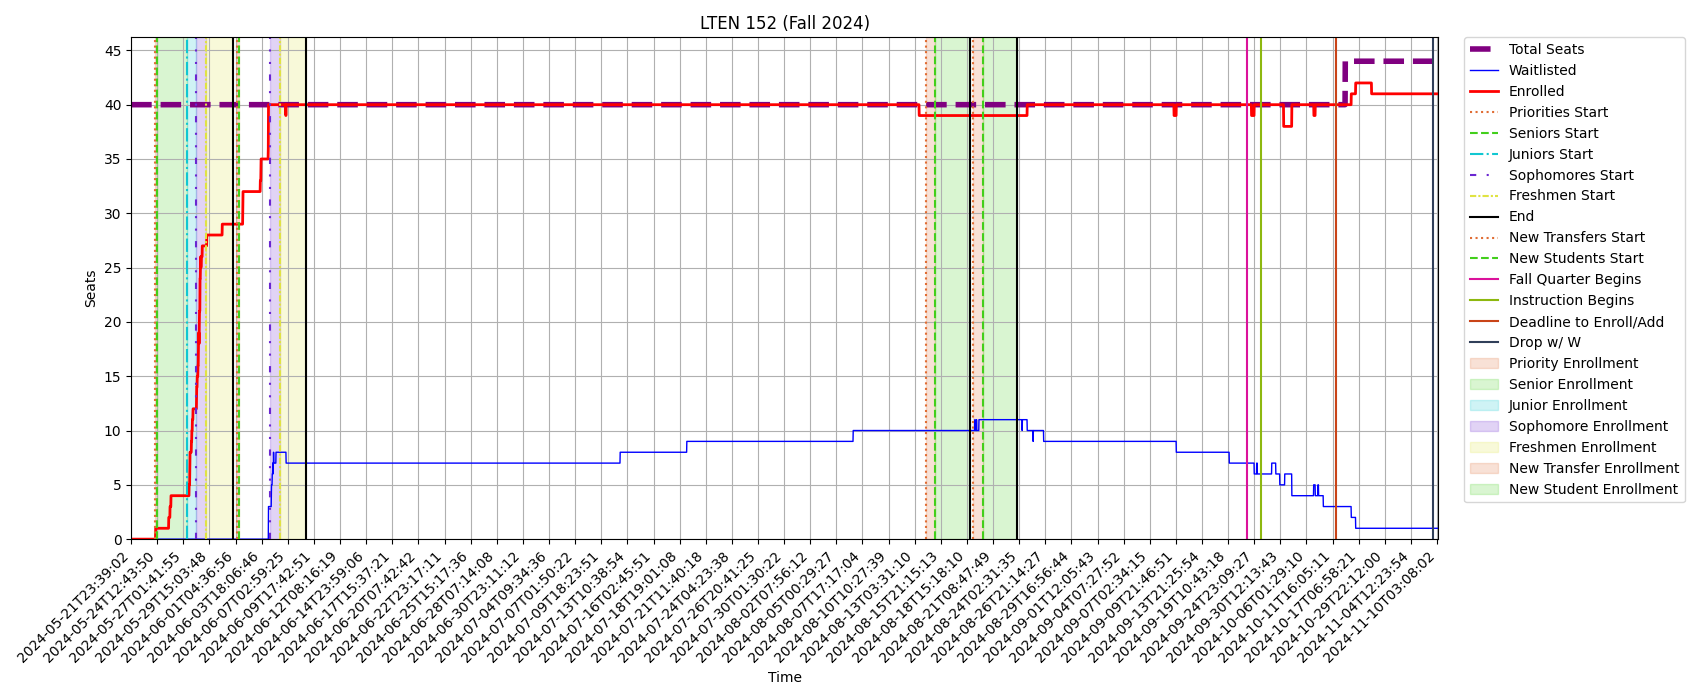 LTEN 152 (Fall 2024)
Seats
45
40
35
30
25
20
15
10
5
0
Total Seats
Waitlisted
Enrolled
Priorities Start
Seniors Start
Juniors Start
Sophomores Start
Freshmen Start
End
New Transfers Start
New Students Start
Fall Quarter Begins
Instruction Begins
Deadline to Enroll/Add
Drop w/ W
Priority Enrollment
Senior Enrollment
Junior Enrollment
Sophomore Enrollment
Freshmen Enrollment
New Transfer Enrollment
New Student Enrollment
2024-05-21T23:39:02
2024-05-24T12:43:50
2024-05-27T01:41:55
2024-05-29T15:03:48
2024-06-01T04:36:56
2024-06-03T18:06:46
2024-06-07T02:59:25
2024-06-09T17:42:51
2024-06-12T08:16:19
2024-06-14T23:59:06
2024-06-17T15:37:21
2024-06-20T07:42:42
2024-06-22T23:17:11
2024-06-25T15:17:36
2024-06-28T07:14:08
2024-06-30T23:11:12
2024-07-04T09:34:36
2024-07-07T01:50:22
2024-07-09T18:23:51
2024-07-13T10:38:54
2024-07-16T02:45:51
2024-07-18T19:01:08
2024-07-21T11:40:18
2024-07-24T04:23:38
2024-07-26T20:41:25
2024-07-30T01:30:22
2024-08-02T07:56:12
2024-08-05T00:29:27
2024-08-07T17:17:04
2024-08-10T10:27:39
2024-08-13T03:31:10
2024-08-15T21:15:13
2024-08-18T15:18:10
2024-08-21T08:47:49
2024-08-24T02:31:35
2024-08-26T21:14:27
2024-08-29T16:56:44
2024-09-01T12:05:43
2024-09-04T07:27:52
2024-09-07T02:34:15
2024-09-09T21:46:51
2024-09-13T21:25:54
2024-09-19T10:43:18
2024-09-24T23:09:27
2024-09-30T12:13:43
2024-10-06T01:29:10
2024-10-11T16:05:11
2024-10-17T06:58:21
2024-10-29T22:12:00
2024-11-04T12:23:54
2024-11-10T03:08:02
Time